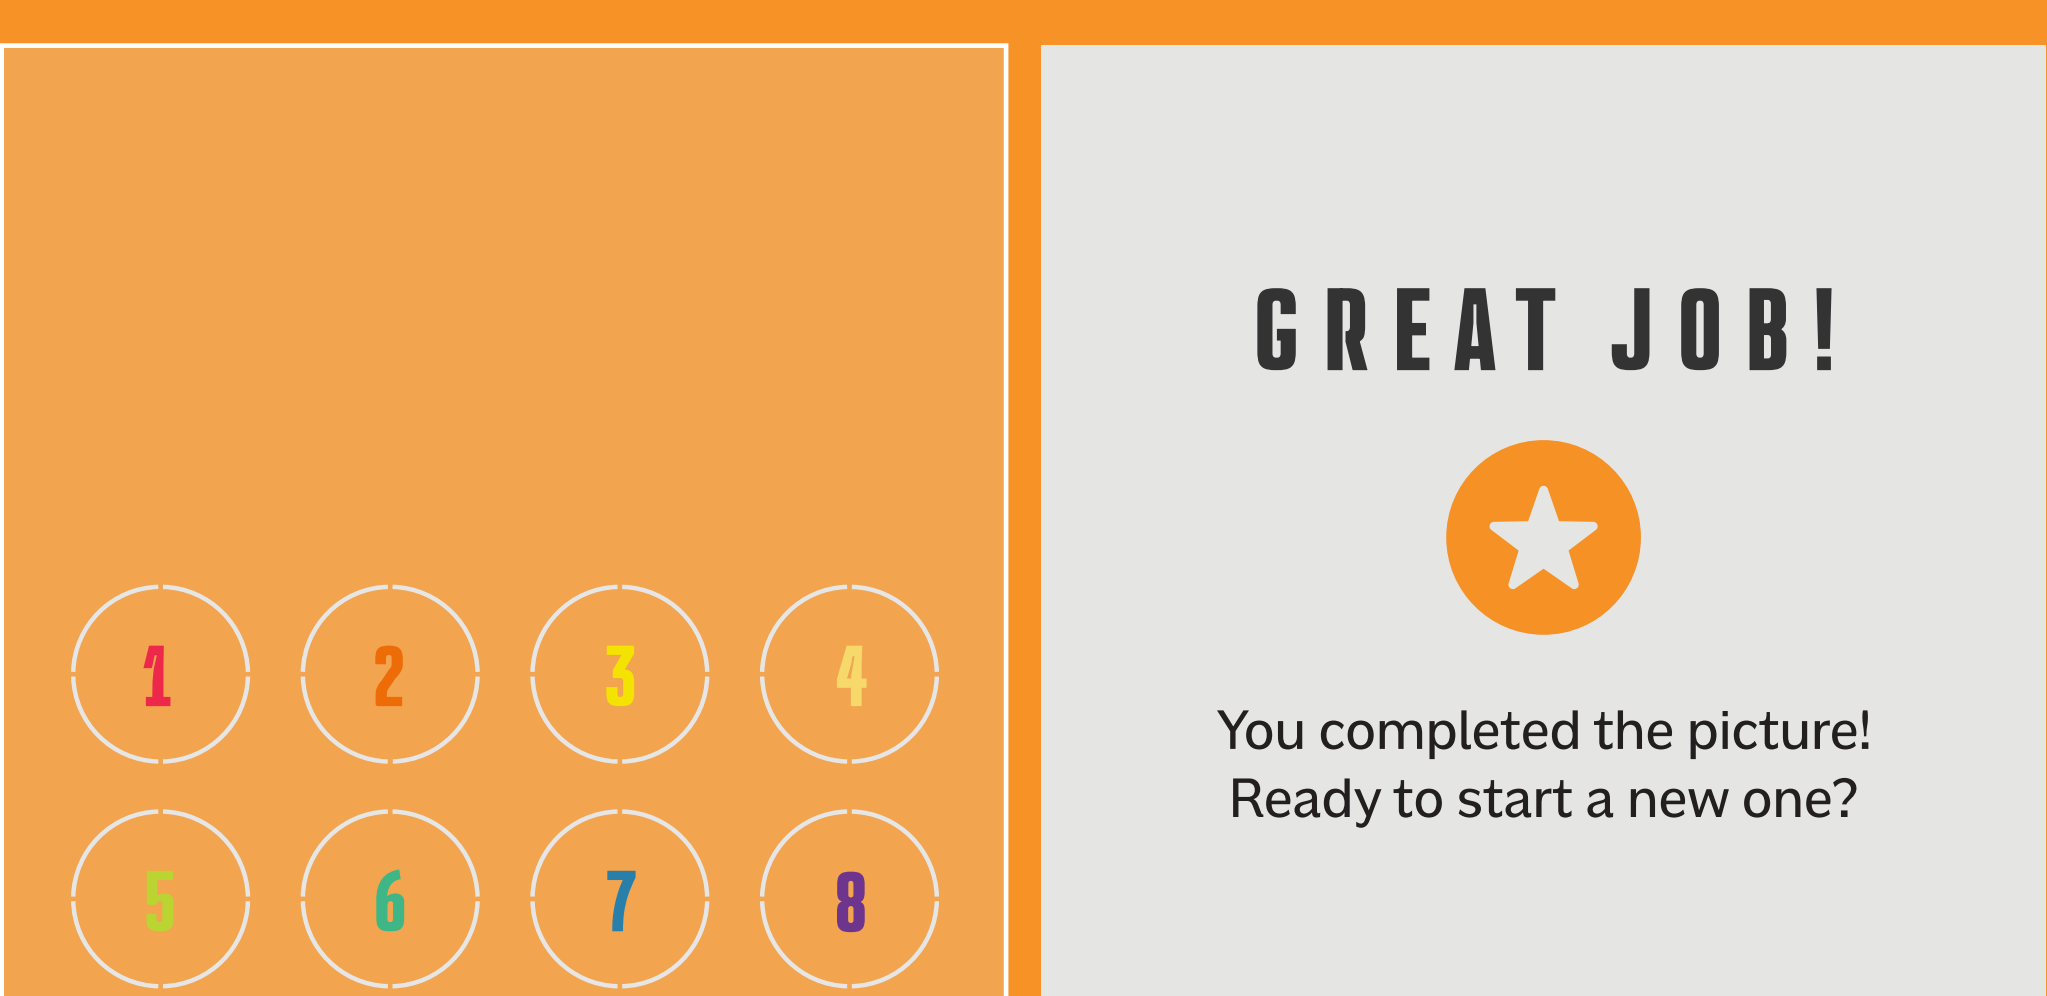 1 2 3 4
5 6 7 8
GREAT JOB!
You completed the picture!
Ready to start a new one?